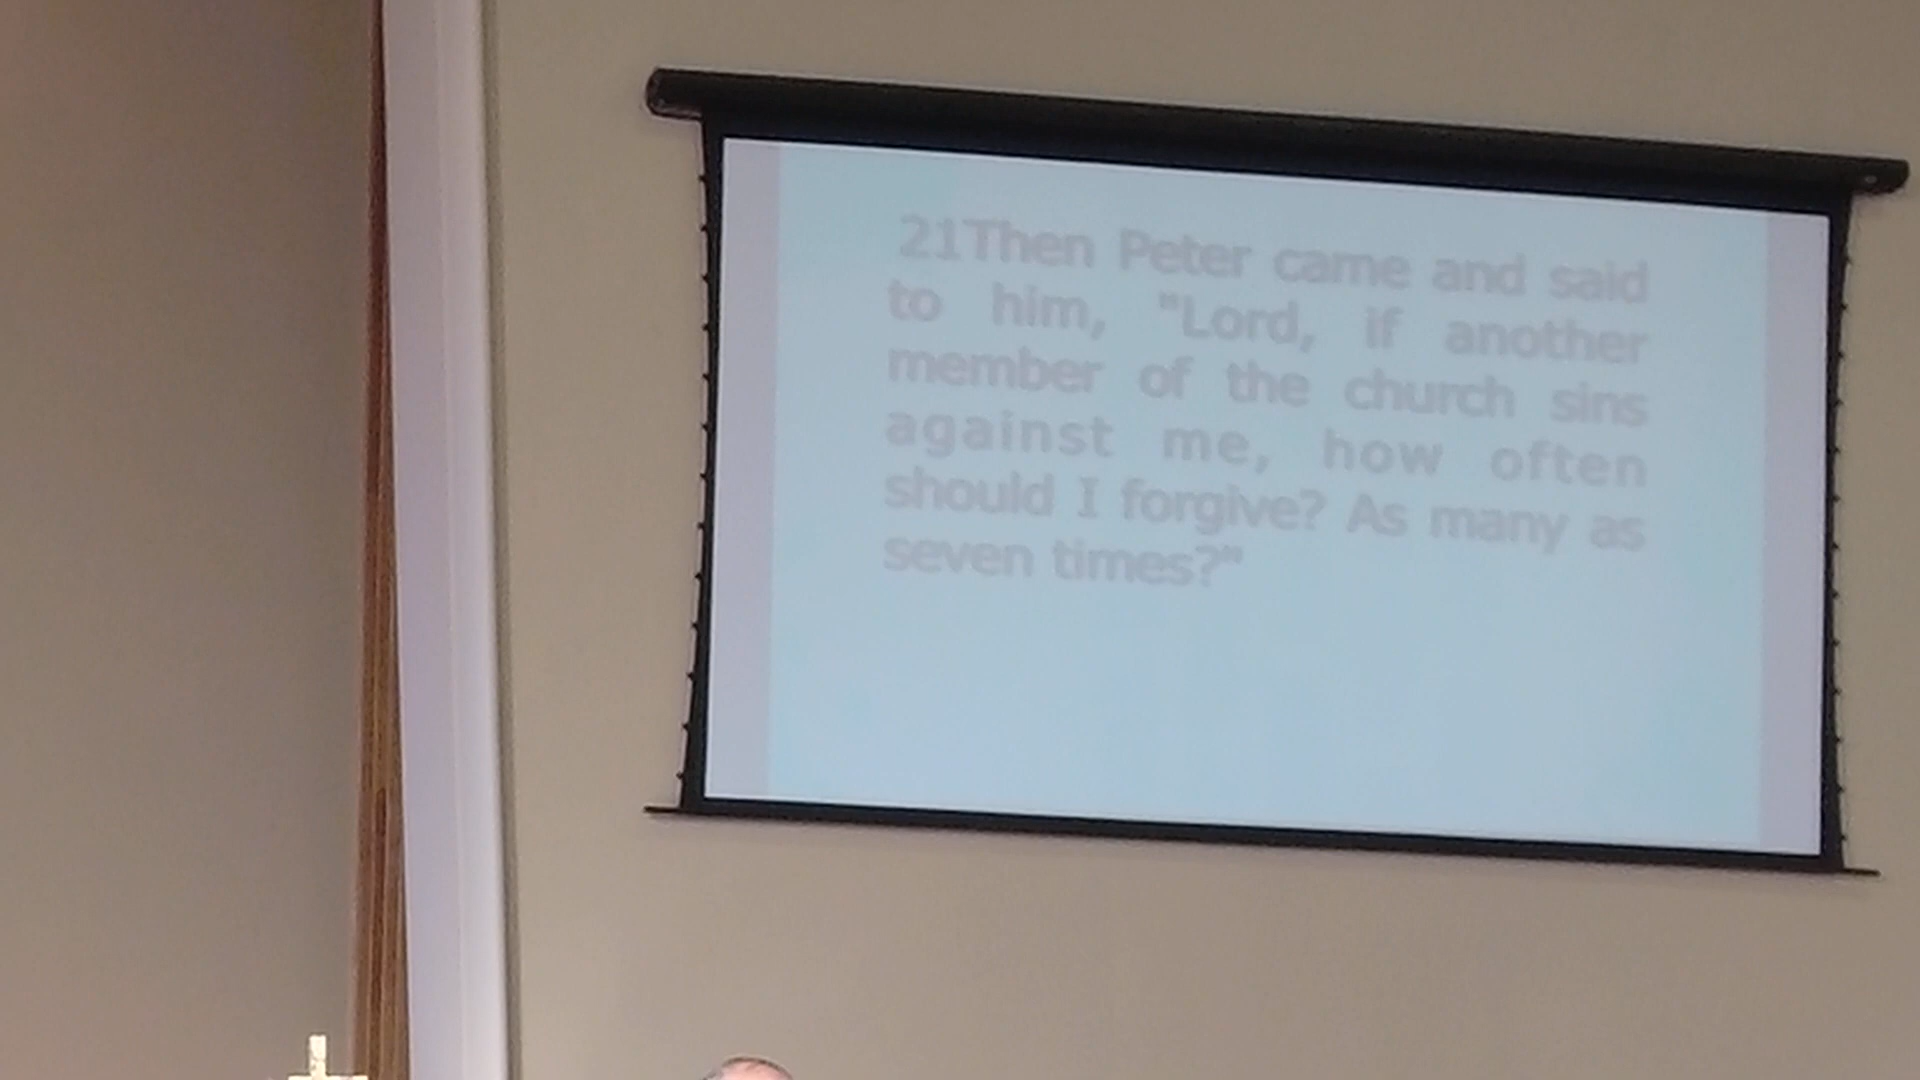 21Then Peter came and said
to him, "Lord, if another
member of the church sins
against me, how often
should I forgive? As many as
seven times?"